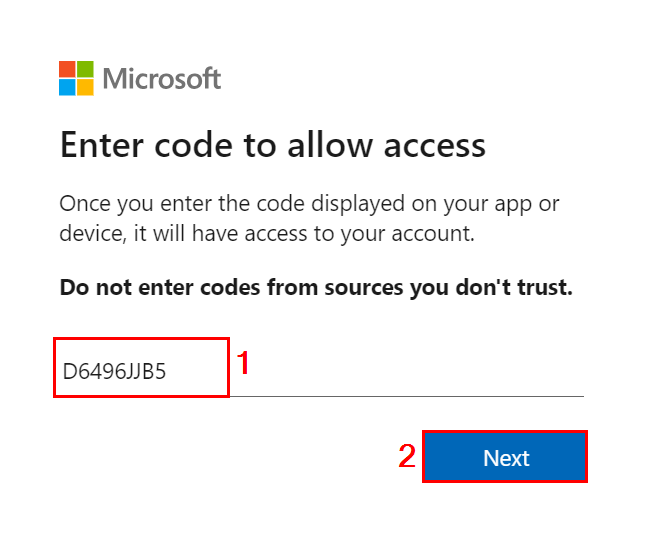 Microsoft
Enter code to allow access
Once you enter the code displayed on your app or
device, it will have access to your account.
Do not enter codes from sources you don't trust.
D6496JJB5 1
2 Next